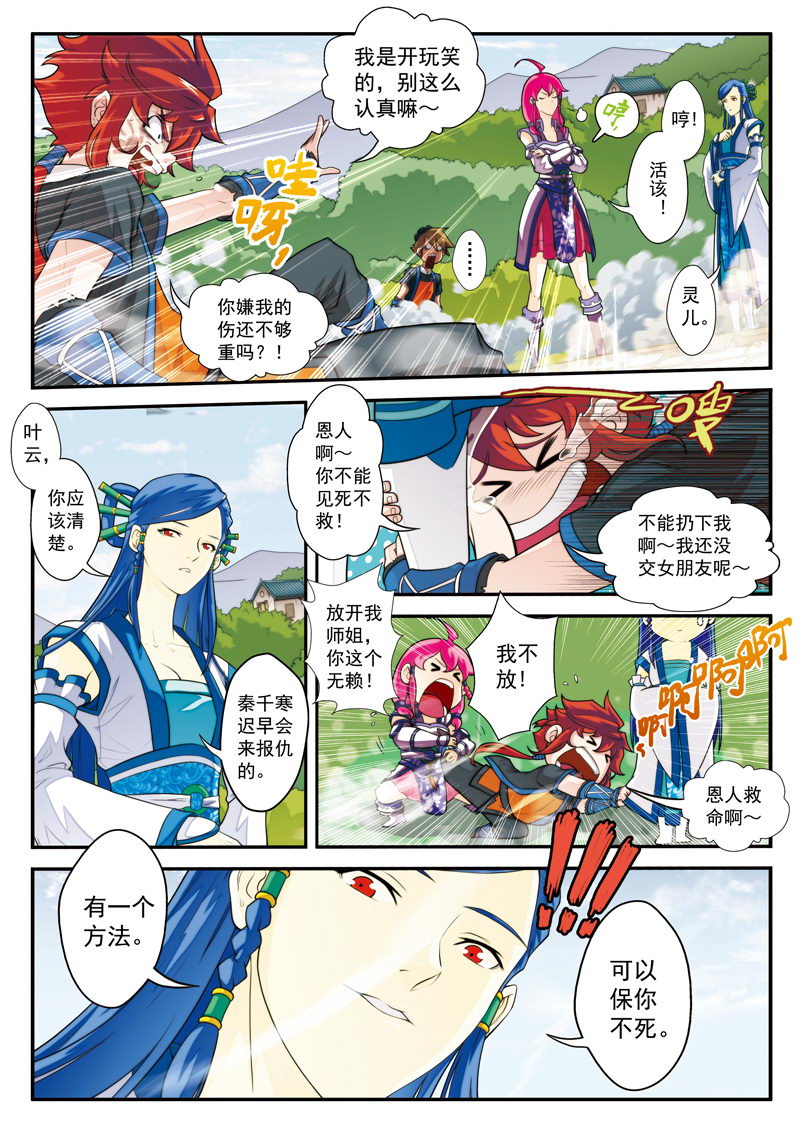 我是开玩笑
的，别这么
认真嘛～
哇
呀，
你嫌我的
伤还不够
重吗？！
……
哼，
哼！
活
该！
灵
儿。
叶
云，
你应
该清
楚。
秦千寒
迟早会
来报仇
的。
恩人
啊～
你不能
见死不
救！
嗖
不能扔下我
啊～我还没
交女朋友呢～
放开我
师姐，
你这个
无赖！
我不
放！
啊啊啊啊
恩人救
命啊～
有一个
方法。
!!!
可以
保你
不死。